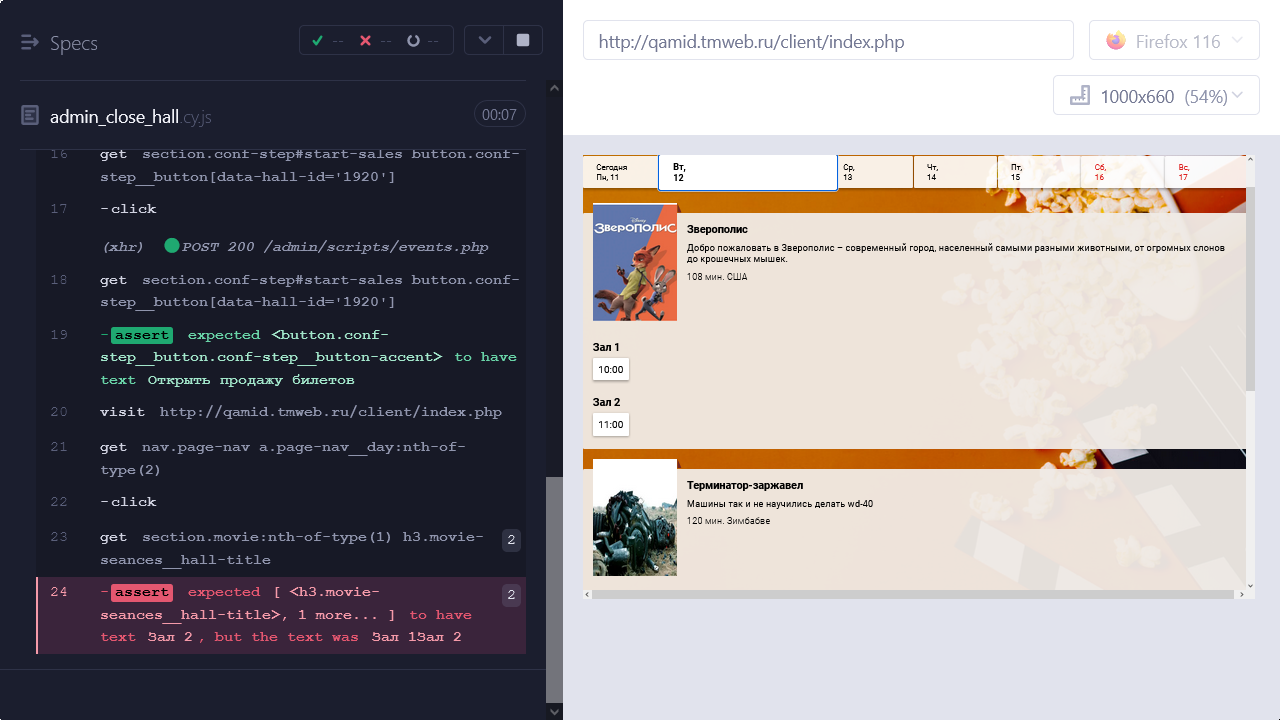 Specs
--
--
--
admin_close_hall.cy.js
00:07
16 get section.conf-step#start-sales button.conf-
step__button[data-hall-id='1920']
17 -click
(xhr) POST 200 /admin/scripts/events.php
18 get section.conf-step#start-sales button.conf-
step__button[data-hall-id='1920']
19 -assert expected <button.conf-
step__button.conf-step__button-accent> to have
text Открыть продажу билетов
20 visit http://qamid.tmweb.ru/client/index.php
21 get nav.page-nav a.page-nav__day:nth-of-
type(2)
22 -click
23 get section.movie:nth-of-type(1) h3.movie-
seances__hall-title
2
24 -assert expected [ <h3.movie-
seances__hall-title>, 1 more... ] to have
text Зал 2 , but the text was Зал 1Зал 2
2
http://qamid.tmweb.ru/client/index.php
Firefox 116
1000x660 (54%)
Сегодня
Пн, 11
Вт,
12
Ср,
13
Чт,
14
Пт,
15
Сб,
16
Вс,
17
Disney
ЗВЕРОПОЛИС
Зверополис
Добро пожаловать в Зверополис – современный город, населенный самыми разными животными, от огромных слонов
до крошечных мышек.
108 мин. США
Зал 1
10:00
Зал 2
11:00
Терминатор-заржавел
Машины так и не научились делать wd-40
120 мин. Зимбабве